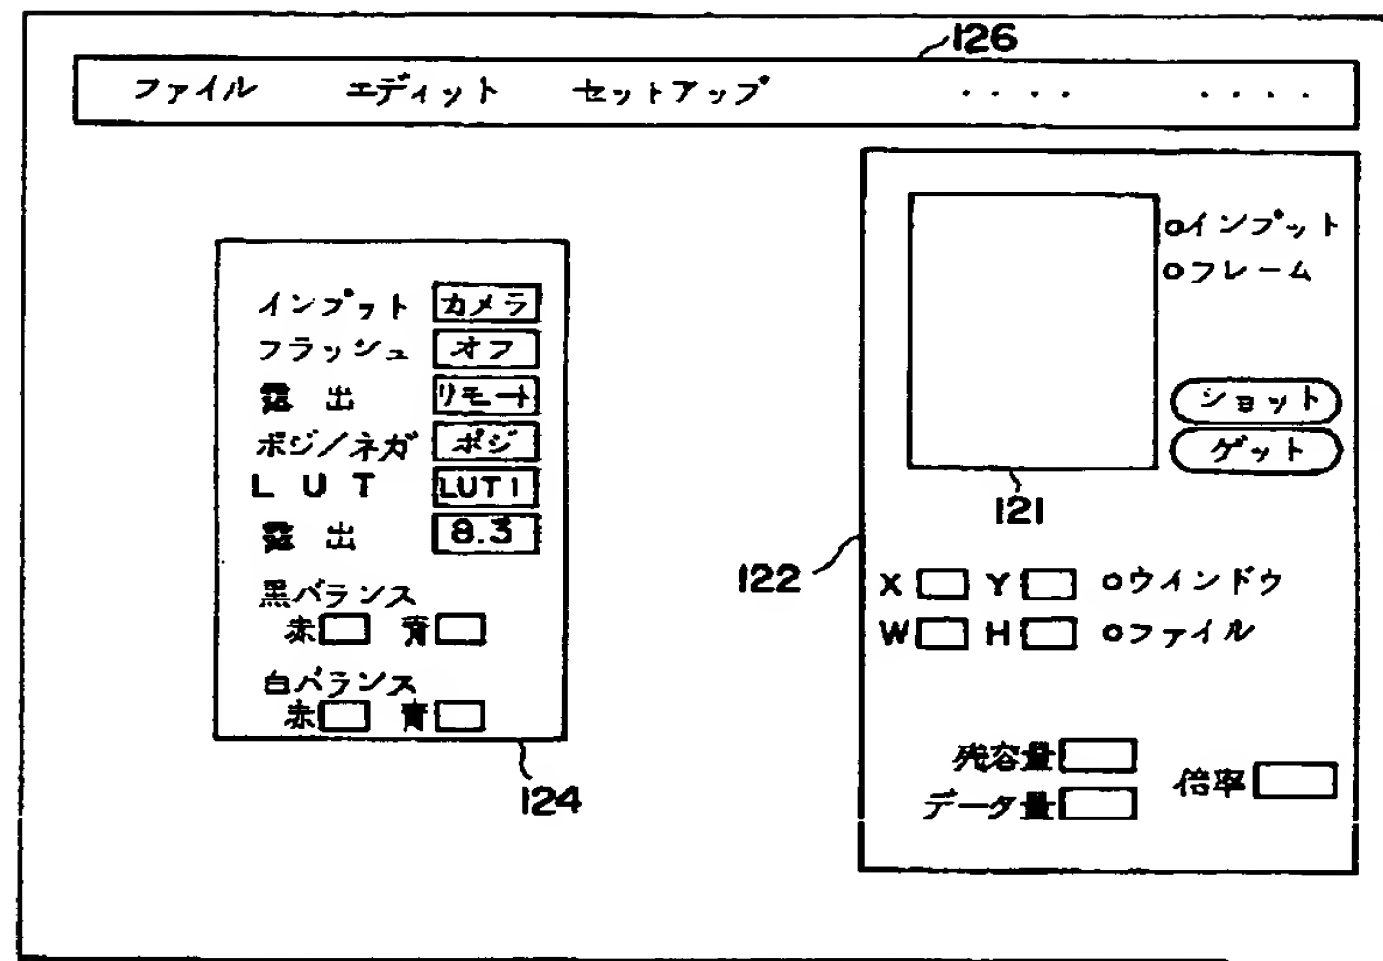 126
ファイル エディット セットアップ ・・・・ ・・・・
インプット カメラ
フラッシュ オフ
露出 リモート
ポジ/ネガ ポジ
LUT LUT1
露出 8.3
黒バランス
赤 青
白バランス
赤 青
124
○インプット
○フレーム
ショット
ゲット
121
122
X Y ○ウインドウ
W H ○ファイル
残容量
データ量
倍率